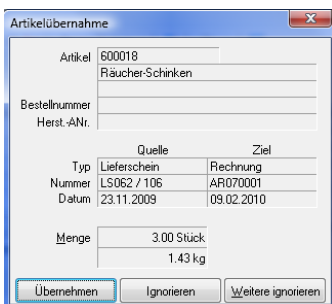 Artikelübernahme
Artikel 600018
Räucher-Schinken
Bestellnummer
Herst.-ANr.
Quelle Ziel
Typ Lieferschein Rechnung
Nummer LS062 / 106 AR070001
Datum 23.11.2009 09.02.2010
Menge 3.00 Stück
1.43 kg
Übernehmen Ignorieren Weitere ignorieren